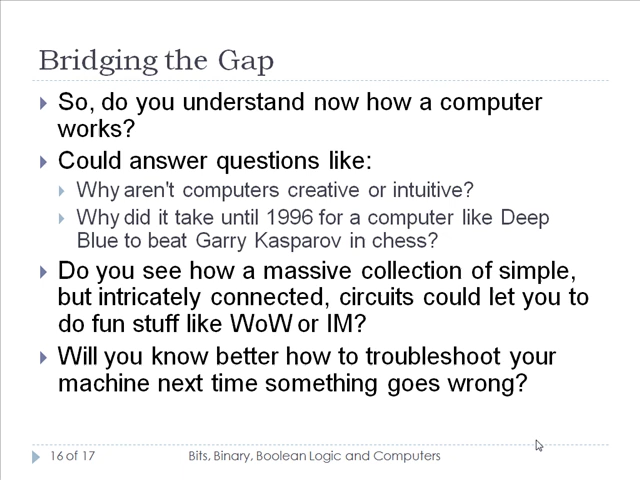 Bridging the Gap
So, do you understand now how a computer
works?
Could answer questions like:
Why aren't computers creative or intuitive?
Why did it take until 1996 for a computer like Deep
Blue to beat Garry Kasparov in chess?
Do you see how a massive collection of simple,
but intricately connected, circuits could let you to
do fun stuff like WoW or IM?
Will you know better how to troubleshoot your
machine next time something goes wrong?
16 of 17 Bits, Binary, Boolean Logic and Computers